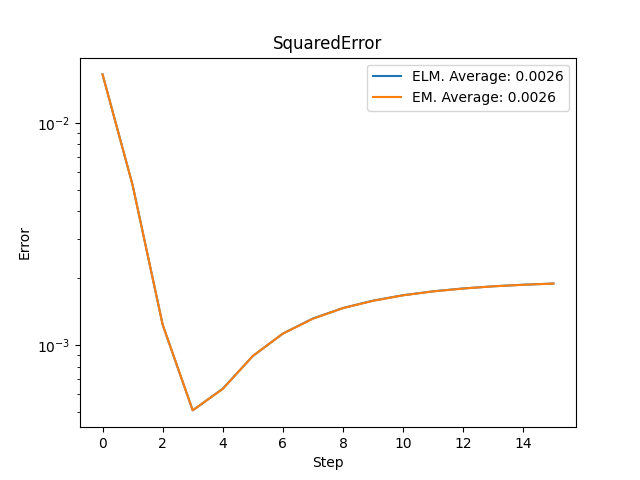 SquaredError
ELM. Average: 0.0026
EM. Average: 0.0026
10⁻²
10⁻³
Error
0 2 4 6 8 10 12 14
Step